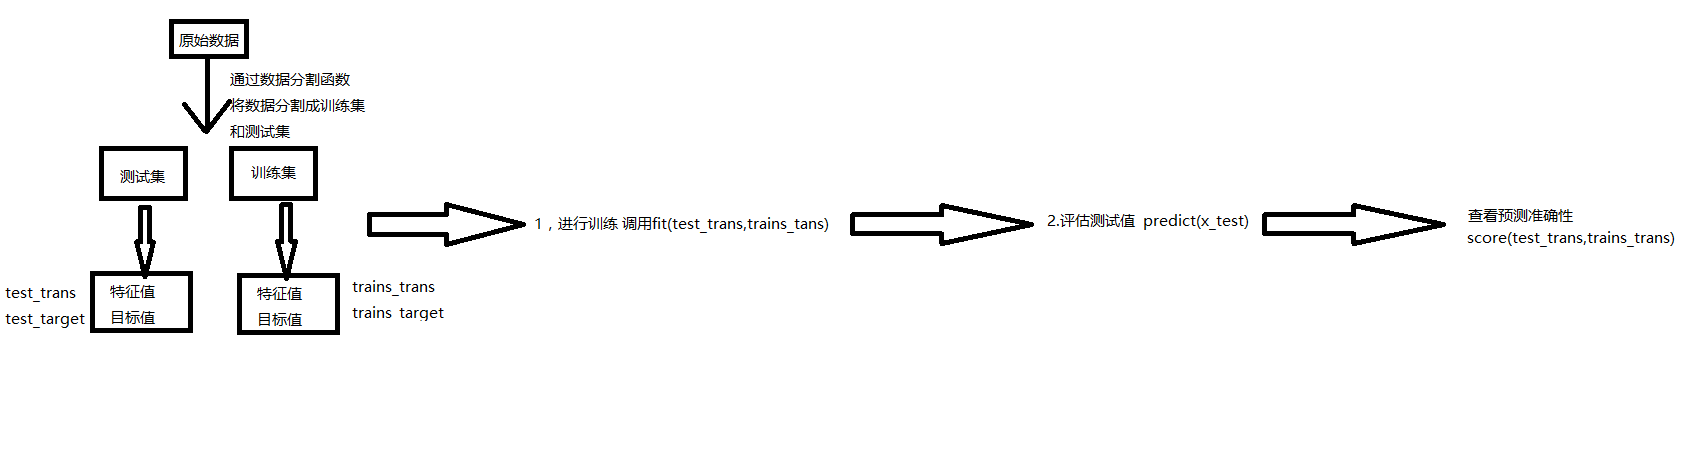 原始数据
通过数据分割函数
将数据分割成训练集
和测试集
测试集
训练集
test_trans
test_target
特征值
目标值
特征值
目标值
trains_trans
trains_target
1，进行训练 调用fit(test_trans,trains_tans)
2.评估测试值 predict(x_test)
查看预测准确性
score(test_trans,trains_trans)